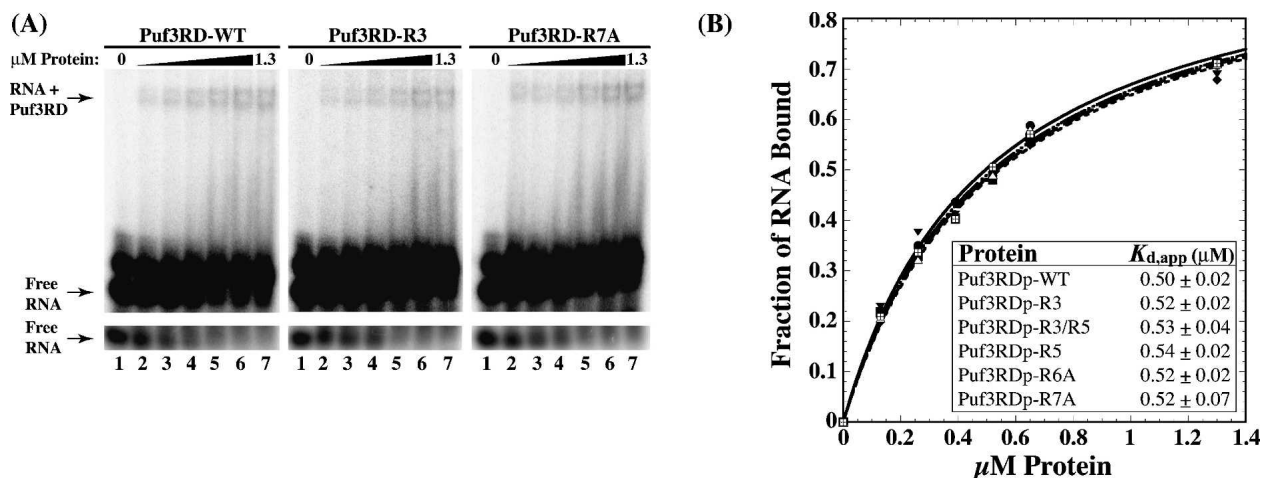 (A)
Puf3RD-WT Puf3RD-R3 Puf3RD-R7A
μM Protein: 0 1.3 0 1.3 0 1.3
RNA +
Puf3RD
Free
RNA
Free
RNA
1 2 3 4 5 6 7 1 2 3 4 5 6 7 1 2 3 4 5 6 7
(B)
Fraction of RNA Bound
0.8
0.7
0.6
0.5
0.4
0.3
0.2
0.1
0
Protein Kd,app (μM)
Puf3RDp-WT 0.50 ± 0.02
Puf3RDp-R3 0.52 ± 0.02
Puf3RDp-R3/R5 0.53 ± 0.04
Puf3RDp-R5 0.54 ± 0.02
Puf3RDp-R6A 0.52 ± 0.02
Puf3RDp-R7A 0.52 ± 0.07
0 0.2 0.4 0.6 0.8 1 1.2 1.4
μM Protein